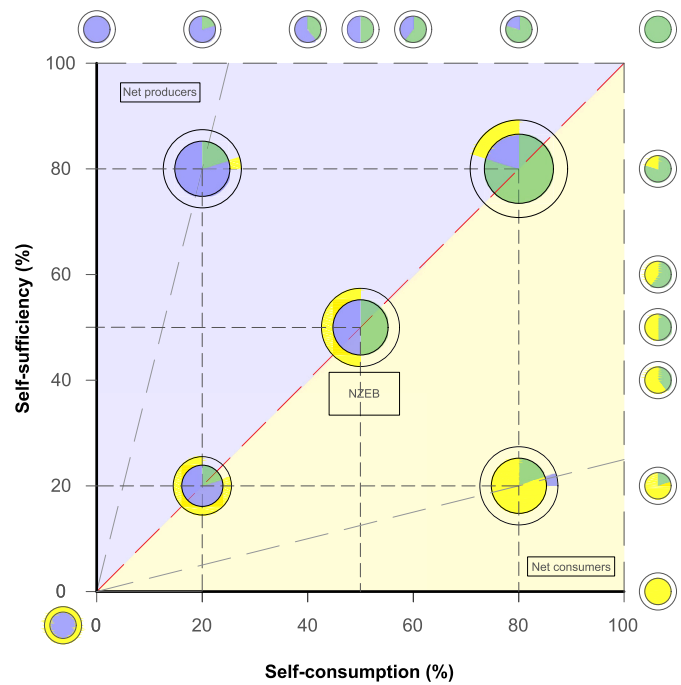 100
Net producers
80
60
Self-sufficiency (%)
40
NZEB
20
Net consumers
0
0
20
40
60
80
100
Self-consumption (%)